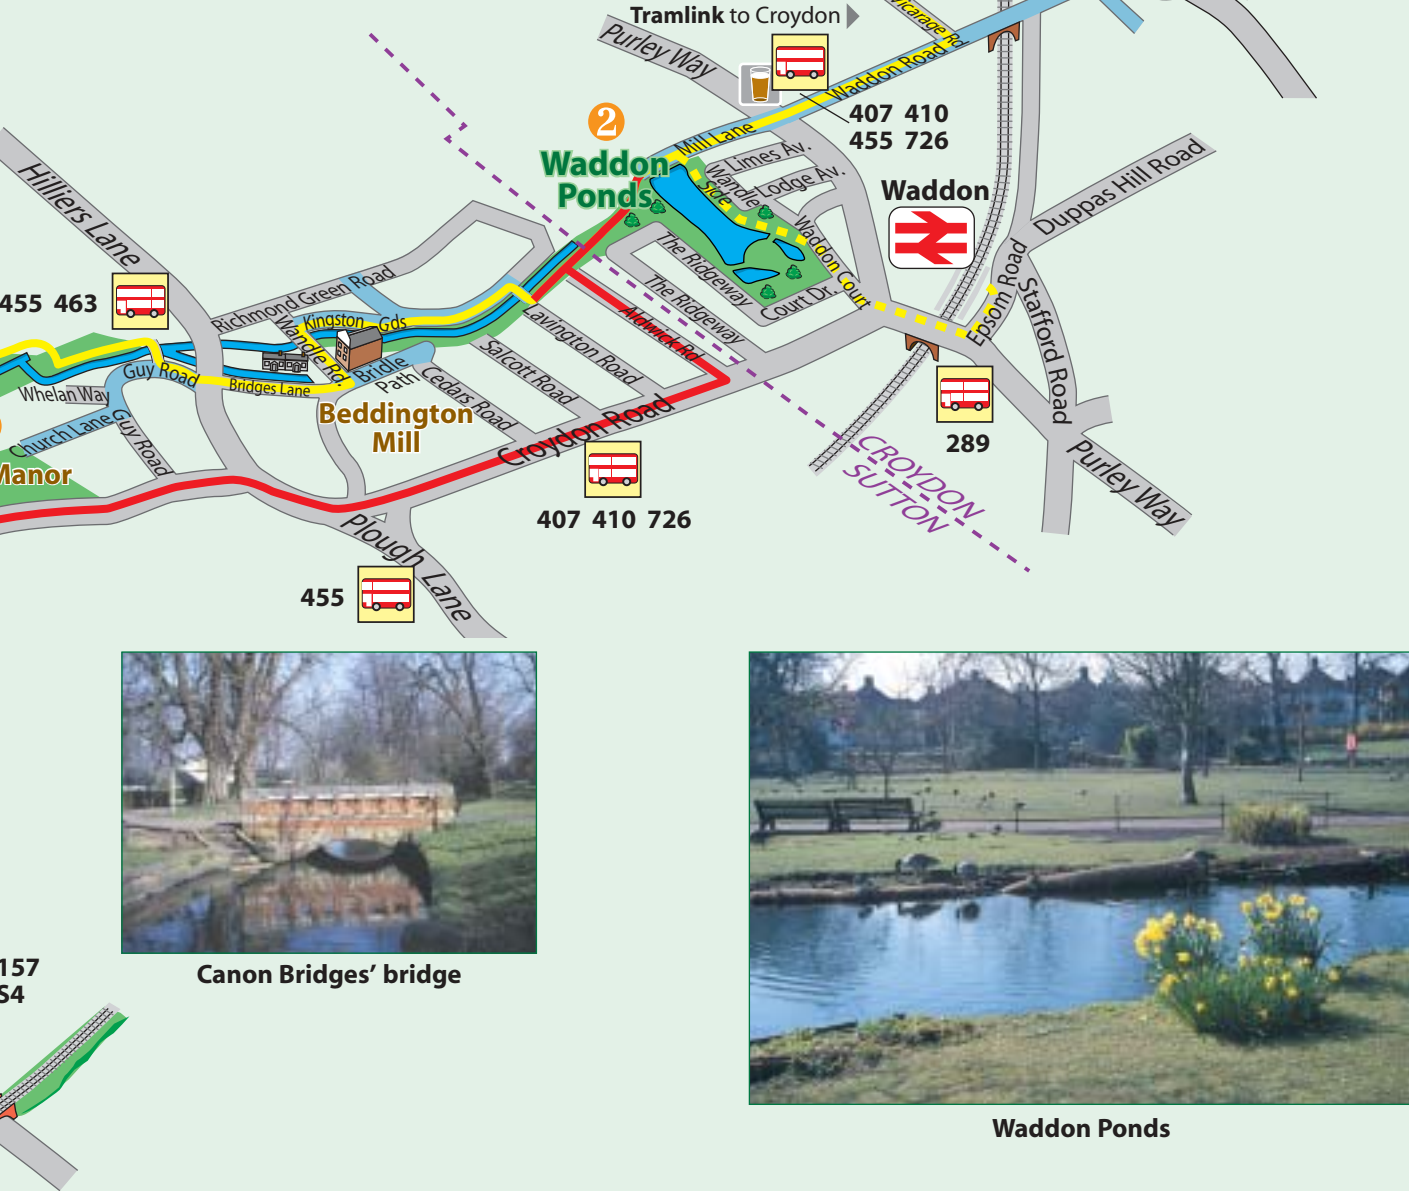 Tramlink to Croydon
Vicarage Rd
Purley Way
Waddon Road
407 410
455 726
Mill Lane
2
Waddon
Ponds
Limes Av.
Lodge Av.
Wandle
Side
Waddon Court
Waddon
Duppas Hill Road
Epsom Road
Stafford Road
Hilliers Lane
455 463
Richmond Green Road
The Ridgeway
The Ridgeway
Court Dr.
Kingston Gds
Wandle Rd.
Ardwick Rd
Lavington Road
Salcott Road
Cedars Road
Bridle
Path
Guy Road
Bridges Lane
Whelan Way
Church Lane
Guy Road
Beddington
Mill
Manor
Croydon Road
407 410 726
289
CROYDON
SUTTON
Purley Way
Plough Lane
455
Canon Bridges’ bridge
157
S4
Waddon Ponds